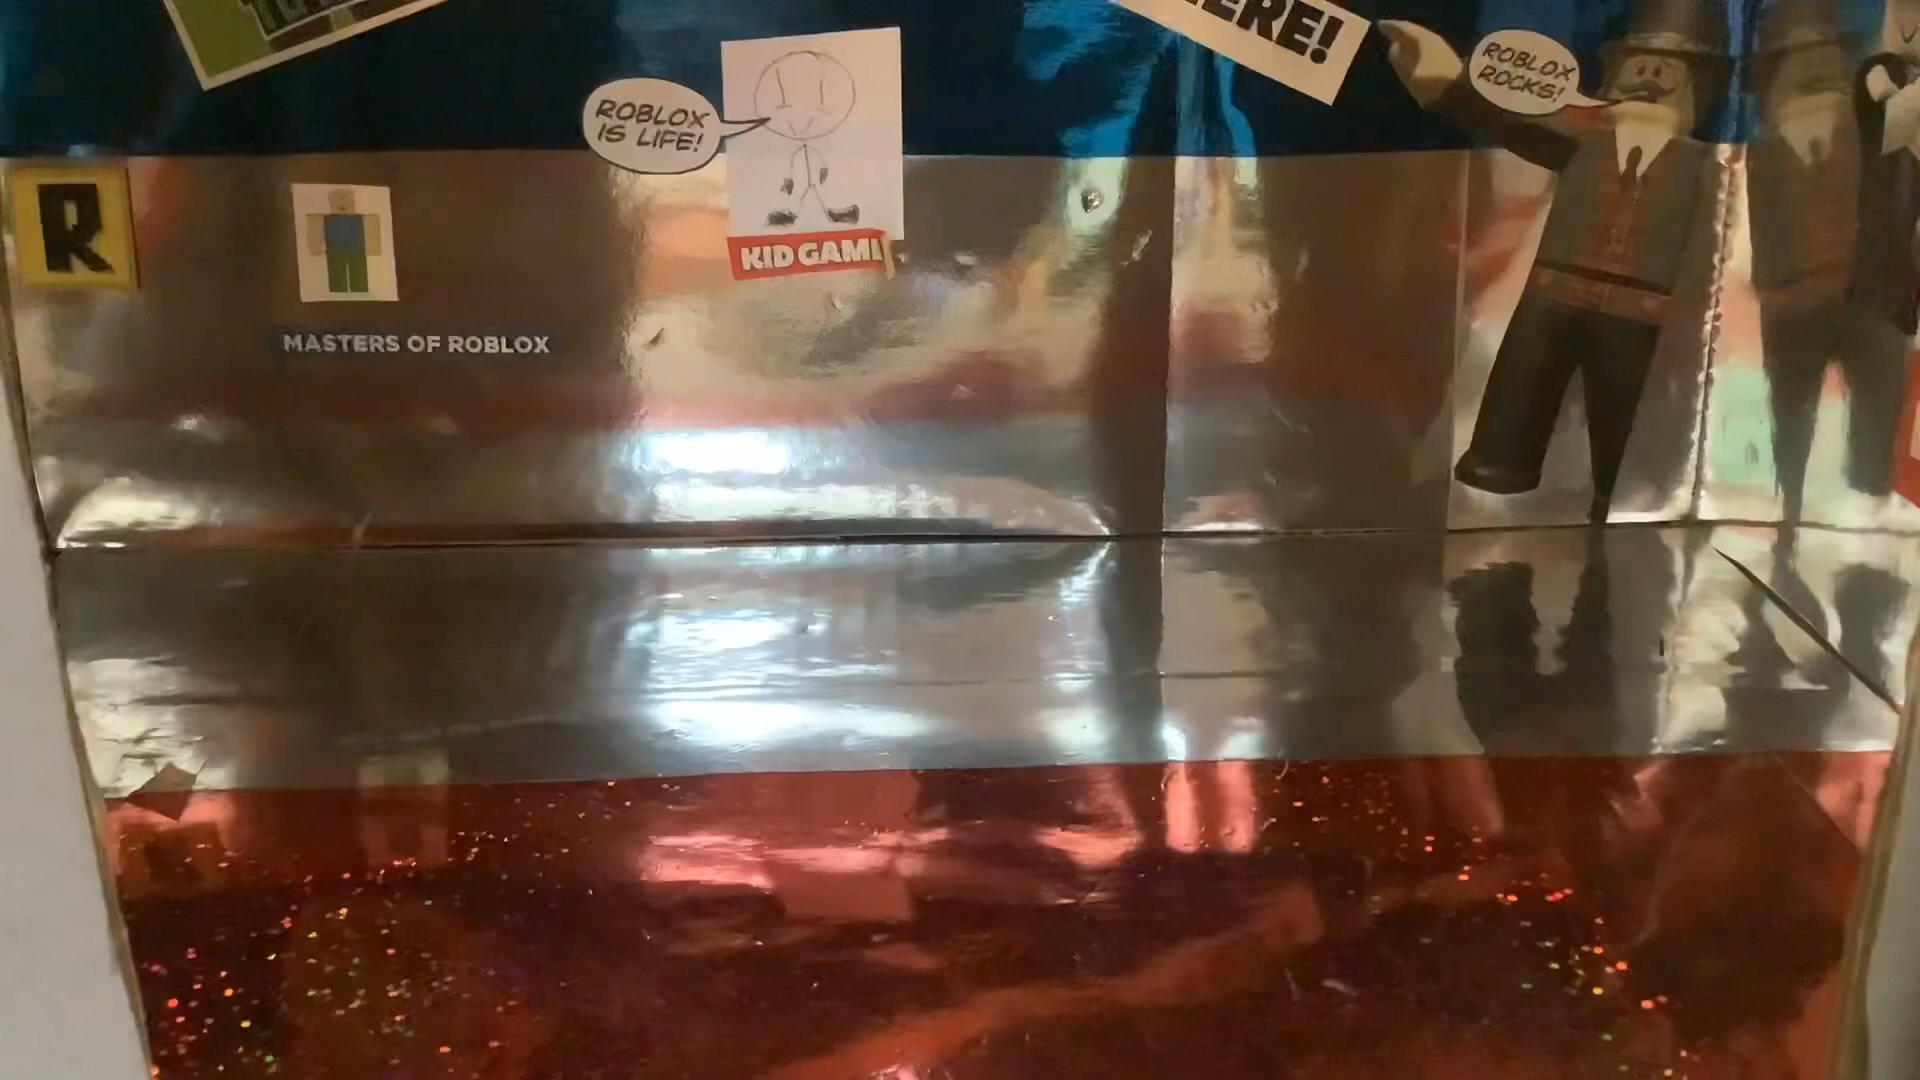 ERE!
ROBLOX
ROCKS!
ROBLOX
IS LIFE!
R
KID GAMI
MASTERS OF ROBLOX